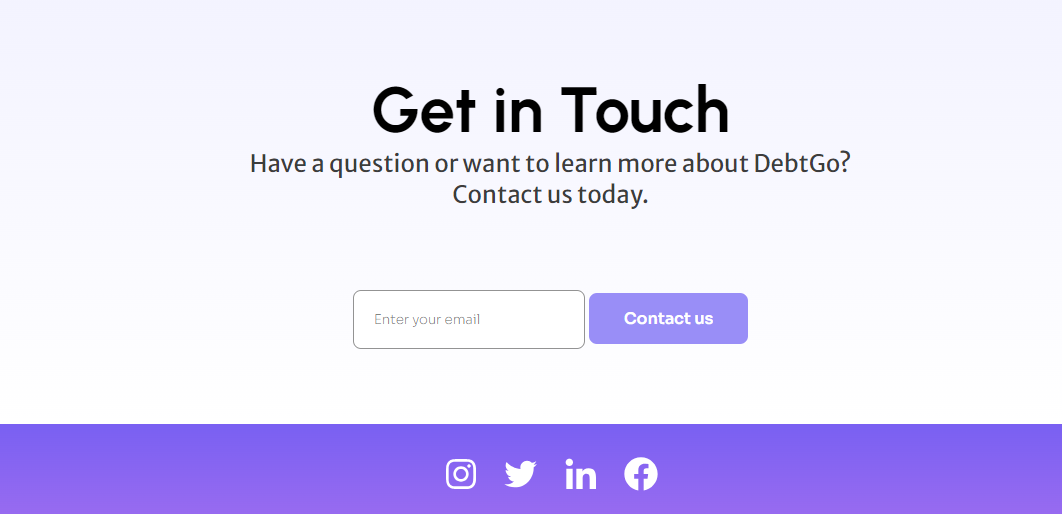 Get in Touch
Have a question or want to learn more about DebtGo?
Contact us today.
Enter your email
Contact us